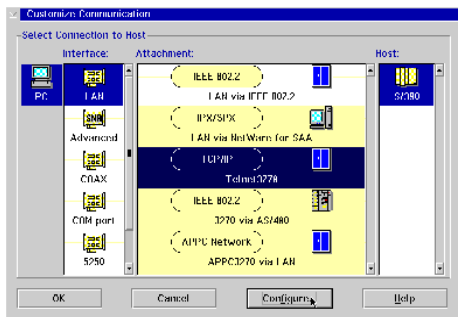 Customize Communication
Select Connection to Host
Interface: Attachment: Host:
PC
LAN
IEEE 802.2
LAN via IEEE 802.2
S/390
SNA
Advanced
IPX/SPX
LAN via NetWare for SAA
COAX
TCP/IP
Telnet3270
COM port
IEEE 802.2
3270 via AS/400
5250
APPC Network
APPC3270 via LAN
OK Cancel Configure Help